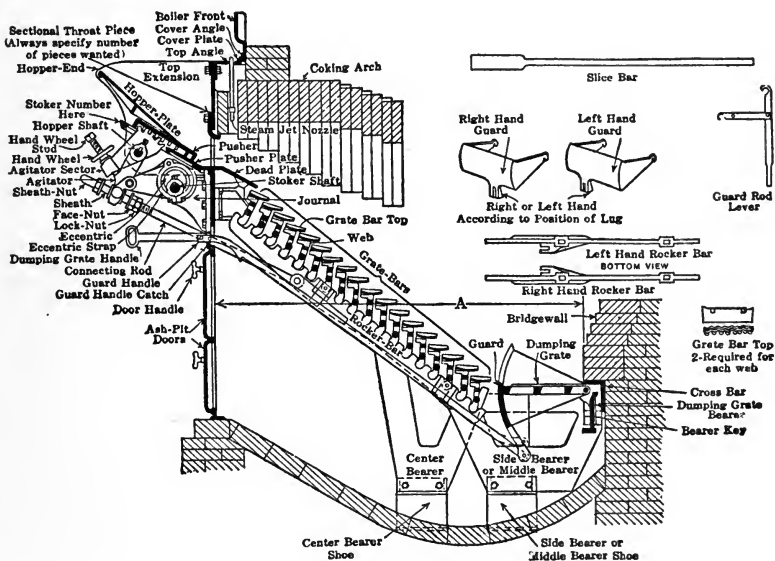 Boiler Front
Cover Angle
Cover Plate
Top Angle
Sectional Throat Piece
(Always specify number
of pieces wanted)
Hopper-End
Top
Extension
Coking Arch
Hopper-Plate
Stoker Number
Here
Hopper Shaft
Hand Wheel
Stud
Hand Wheel
Agitator Sector
Agitator
Sheath-Nut
Sheath
Face-Nut
Lock-Nut
Eccentric
Eccentric Strap
Dumping Grate Handle
Connecting Rod
Guard Handle
Guard Handle Catch
Door Handle
Ash-Pit
Doors
Steam Jet Nozzle
Pusher
Pusher Plate
Dead Plate
Stoker Shaft
Journal
Grate Bar Top
Web
Grate-Bars
Rocker-Bar
A
Guard
Dumping
Grate
Bridgewall
Cross Bar
Dumping Grate
Bearer
Bearer Key
Center
Bearer
Side Bearer
or Middle Bearer
Center Bearer
Shoe
Side Bearer or
Middle Bearer Shoe
Slice Bar
Right Hand
Guard
Left Hand
Guard
Right or Left Hand
According to Position of Lug
Guard Rod
Lever
Left Hand Rocker Bar
BOTTOM VIEW
Right Hand Rocker Bar
Grate Bar Top
2-Required for
each web